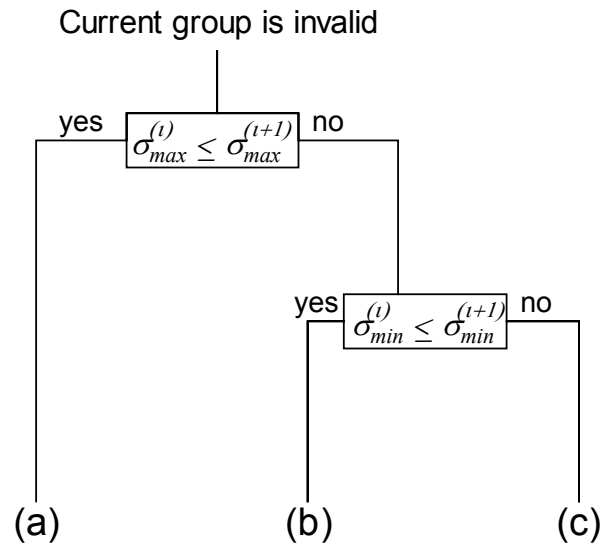 Current group is invalid
yes
no
σ_max^(ι) ≤ σ_max^(ι+1)
yes
no
σ_min^(ι) ≤ σ_min^(ι+1)
(a)
(b)
(c)